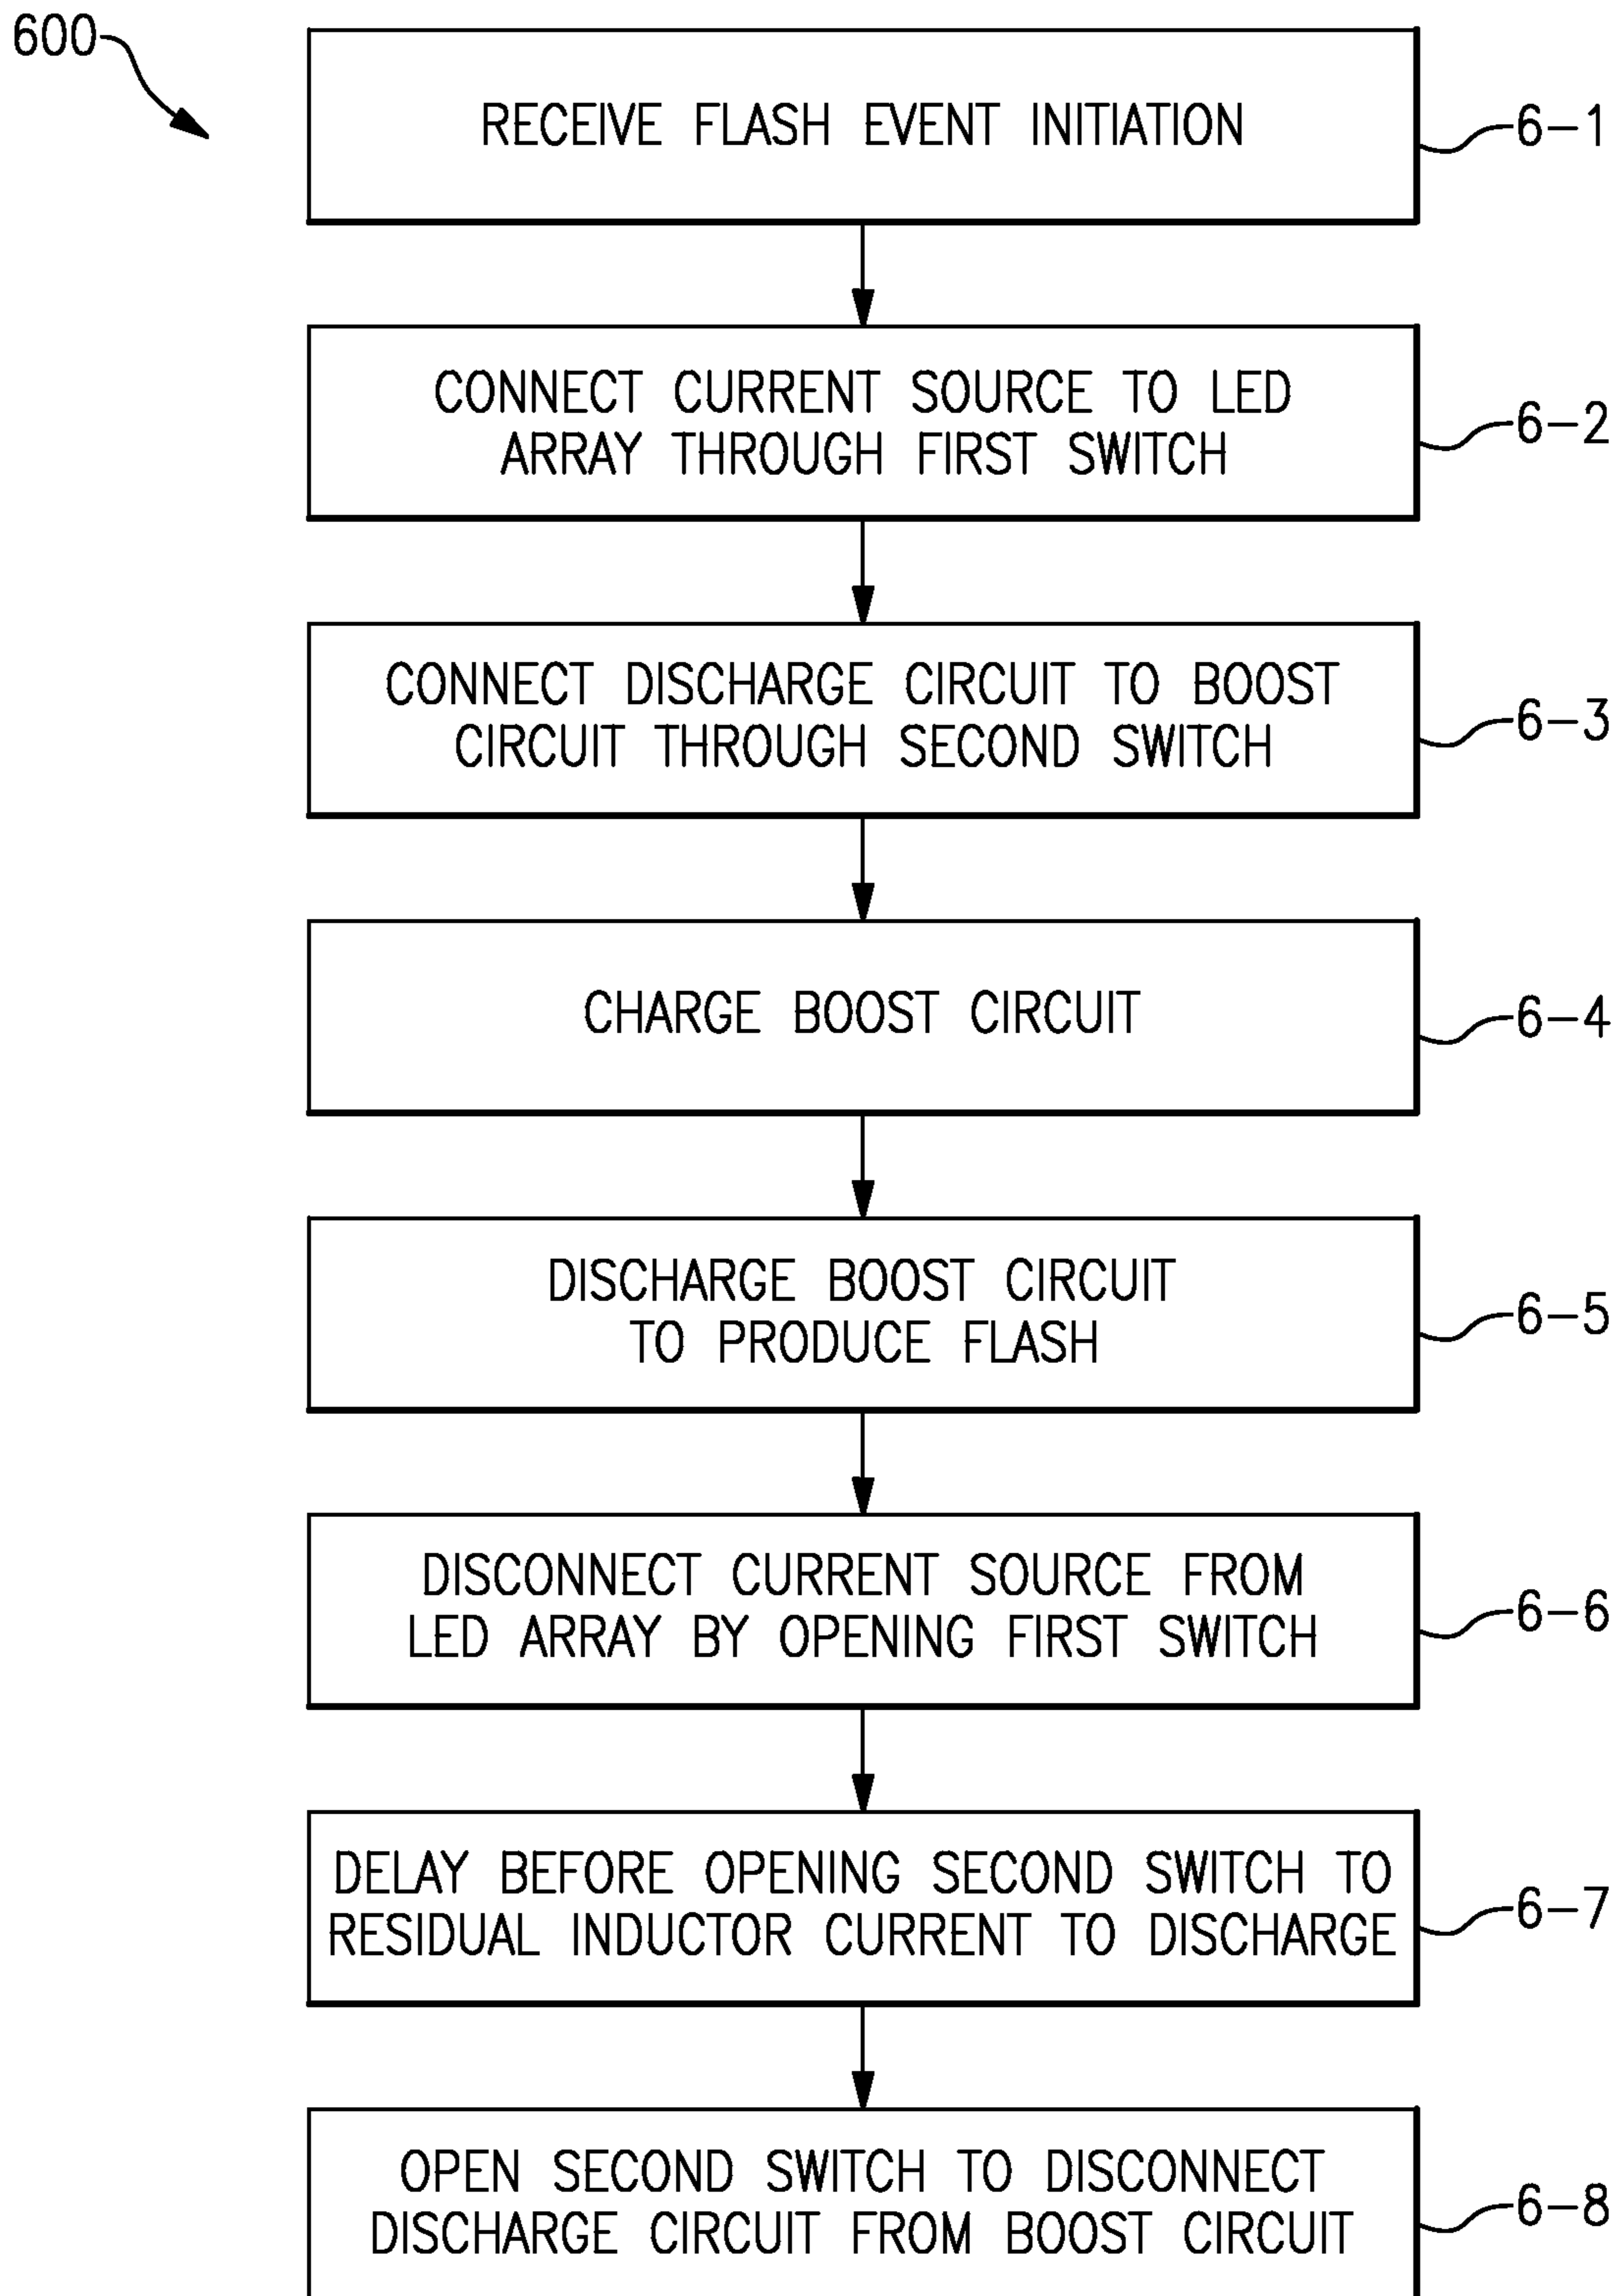 600
RECEIVE FLASH EVENT INITIATION
6-1
CONNECT CURRENT SOURCE TO LED
ARRAY THROUGH FIRST SWITCH
6-2
CONNECT DISCHARGE CIRCUIT TO BOOST
CIRCUIT THROUGH SECOND SWITCH
6-3
CHARGE BOOST CIRCUIT
6-4
DISCHARGE BOOST CIRCUIT
TO PRODUCE FLASH
6-5
DISCONNECT CURRENT SOURCE FROM
LED ARRAY BY OPENING FIRST SWITCH
6-6
DELAY BEFORE OPENING SECOND SWITCH TO
RESIDUAL INDUCTOR CURRENT TO DISCHARGE
6-7
OPEN SECOND SWITCH TO DISCONNECT
DISCHARGE CIRCUIT FROM BOOST CIRCUIT
6-8